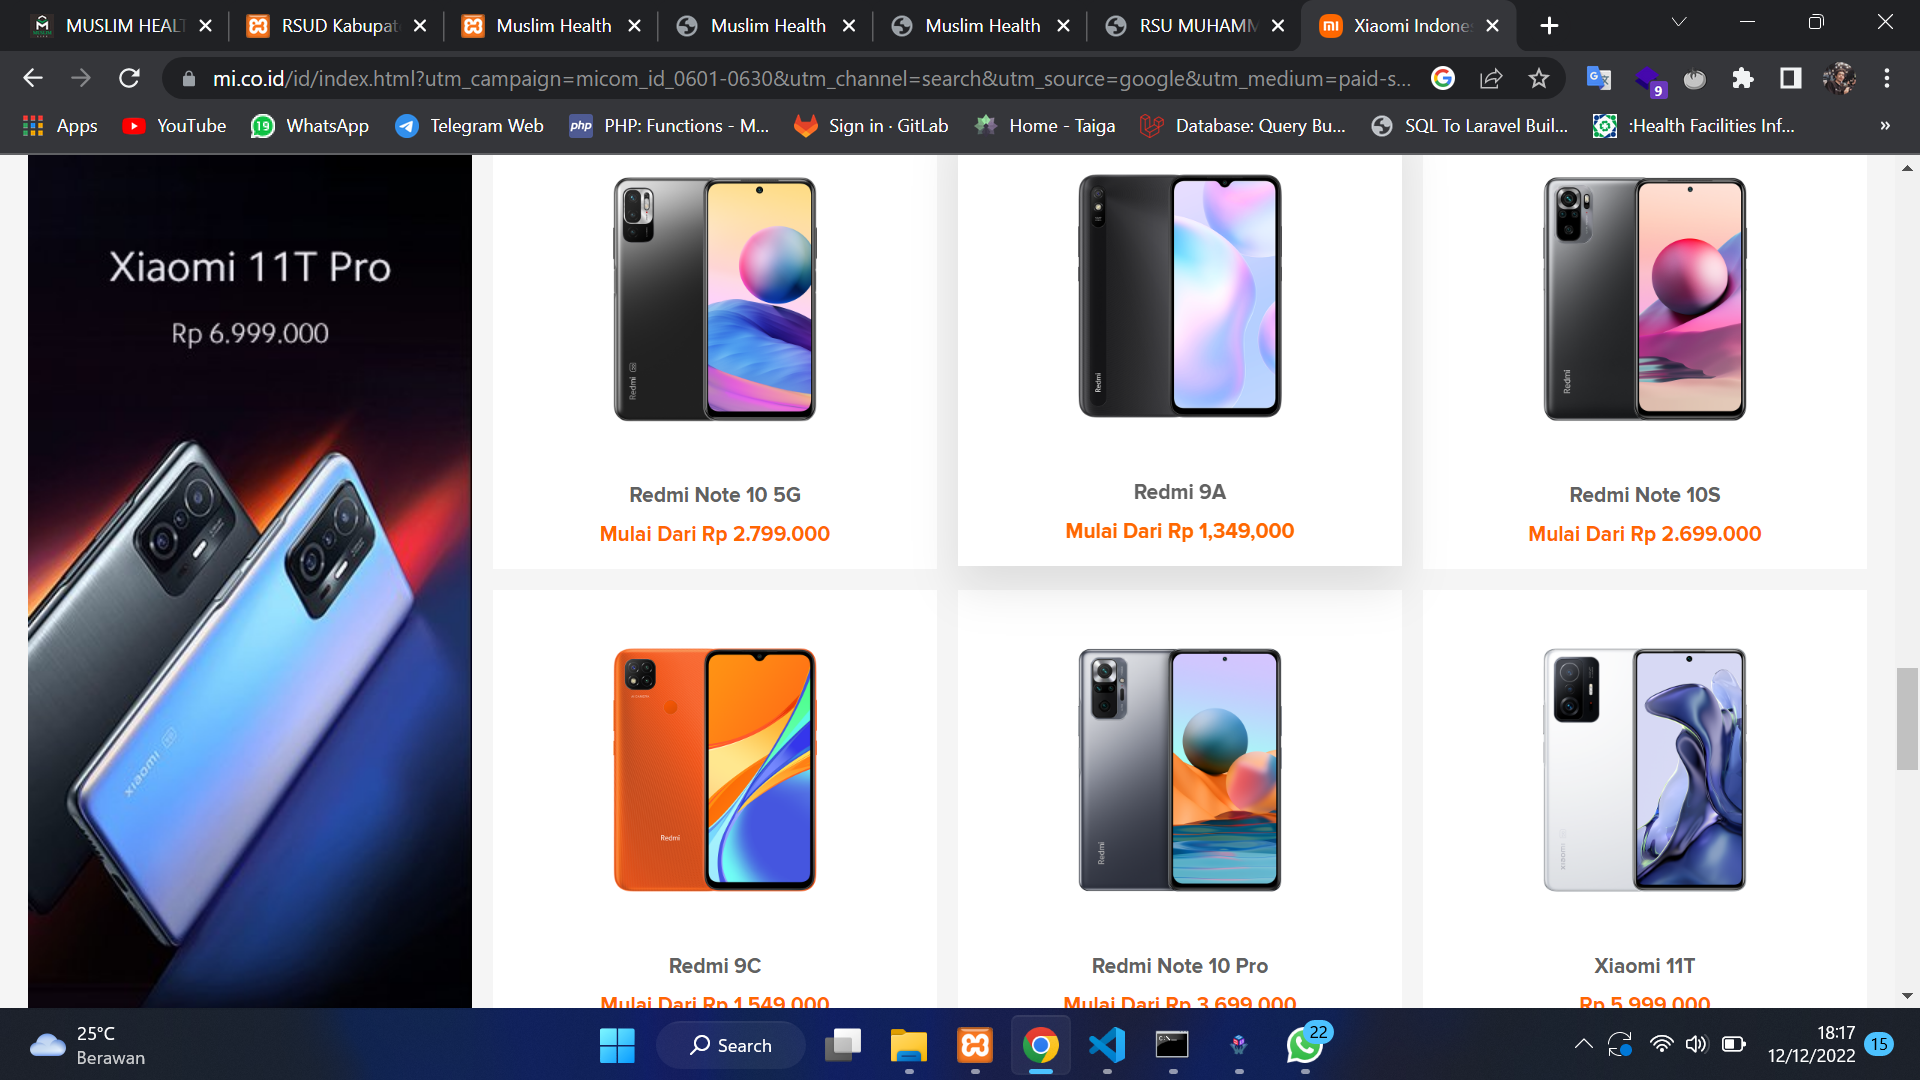 MUSLIM HEAL
RSUD Kabupat
Muslim Health
Muslim Health
Muslim Health
RSU MUHAMM
Xiaomi Indone
mi.co.id/id/index.html?utm_campaign=micom_id_0601-0630&utm_channel=search&utm_source=google&utm_medium=paid-s...
9
Apps
YouTube
19
WhatsApp
Telegram Web
php
PHP: Functions - M...
Sign in · GitLab
Home - Taiga
Database: Query Bu...
SQL To Laravel Buil...
:Health Facilities Inf...
»
Xiaomi 11T Pro
Rp 6.999.000
xiaomi 5G
Redmi
Redmi Note 10 5G
Mulai Dari Rp 2.799.000
Redmi
Redmi 9A
Mulai Dari Rp 1,349,000
Redmi
Redmi Note 10S
Mulai Dari Rp 2.699.000
Redmi
Redmi 9C
Mulai Dari Rp 1.549.000
Redmi
Redmi Note 10 Pro
Mulai Dari Rp 3.699.000
xiaomi
Xiaomi 11T
Rp 5.999.000
25°C
Berawan
Search
22
18:17
12/12/2022
15